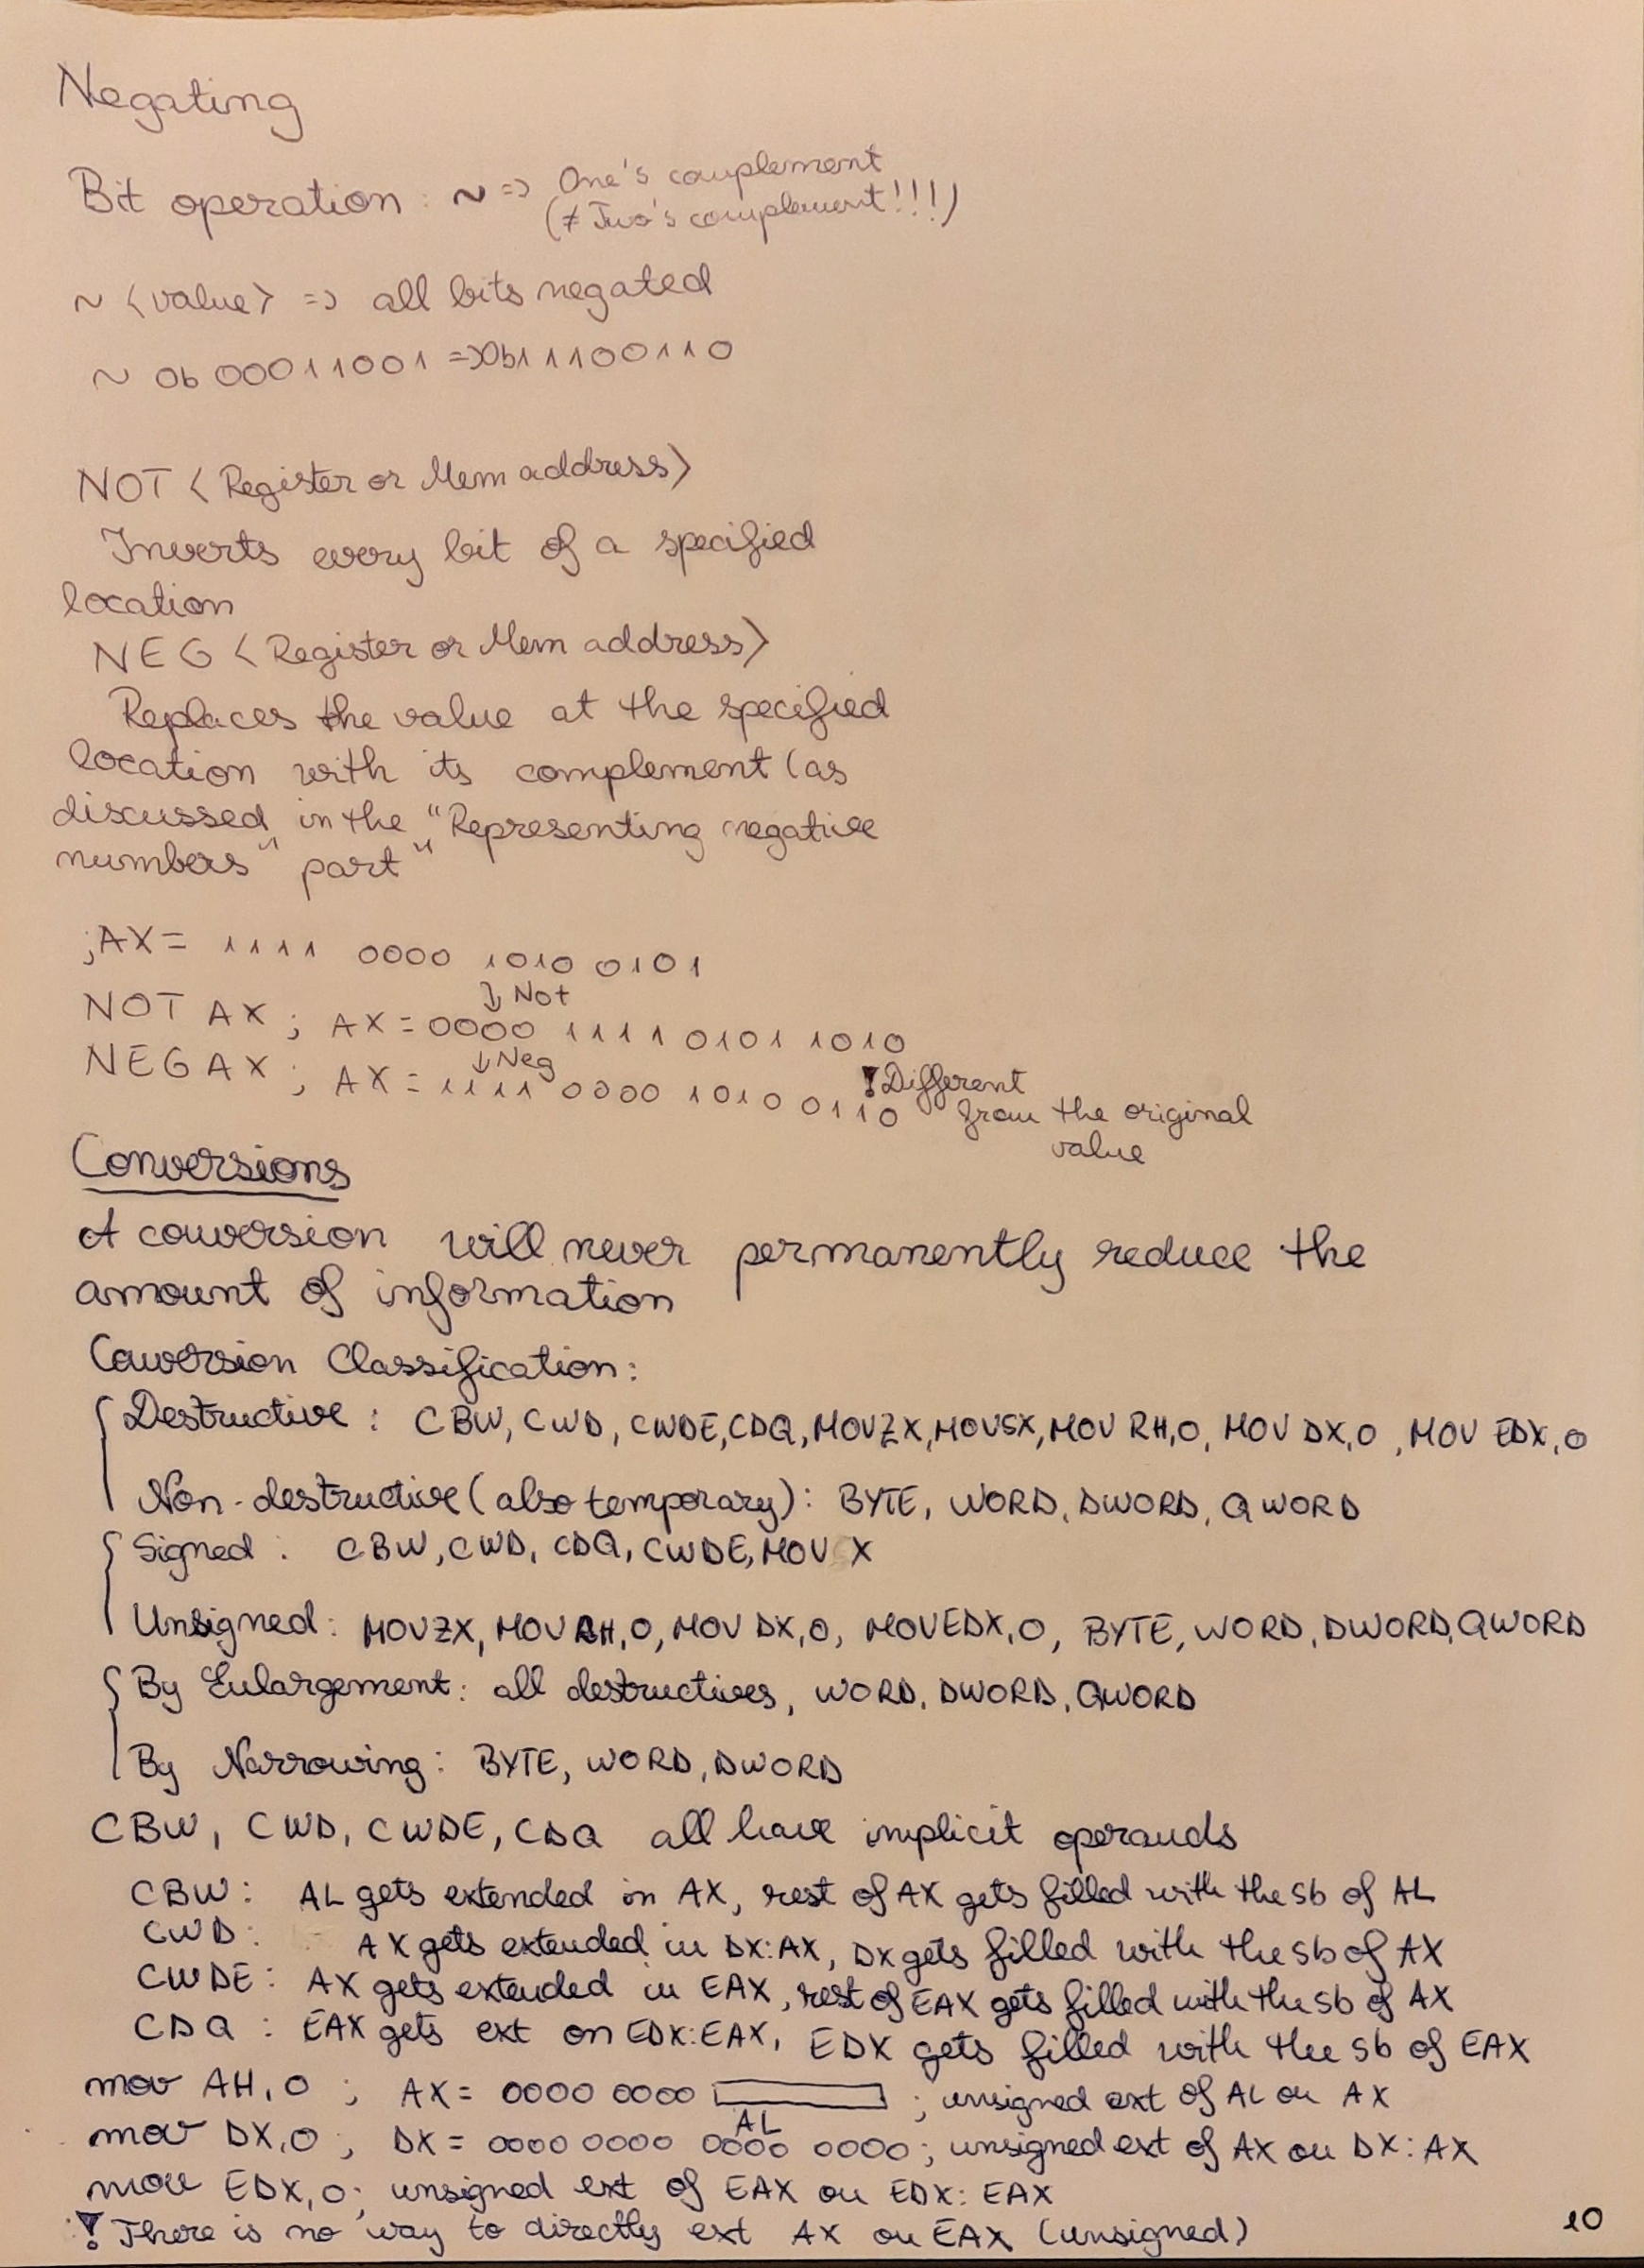 Negating
Bit operation : ~ => One's complement
(≠ Two's complement!!!)
~ <value> => all bits negated
~ 0b 00011001 => 0b11100110
NOT <Register or Mem address>
Inverts every bit of a specified
location
NEG <Register or Mem address>
Replaces the value at the specified
location with its complement (as
discussed in the "Representing negative
numbers" part"
;AX = 1111 0000 1010 0101
↓ Not
NOT AX ; AX = 0000 1111 0101 1010
↓ Neg
NEG AX ; AX = 1111 0000 1010 0110 ! Different
from the original
value
Conversions
A conversion will never permanently reduce the
amount of information
Conversion Classification:
Destructive : CBW, CWD, CWDE, CDQ, MOVZX, MOVSX, MOV RH,0, MOV DX,0, MOV EDX,0
Non-destructive (also temporary): BYTE, WORD, DWORD, QWORD
Signed : CBW, CWD, CDQ, CWDE, MOV X
Unsigned: MOVZX, MOV RH,0, MOV DX,0, MOV EDX,0, BYTE, WORD, DWORD, QWORD
By Enlargement: all destructives, WORD, DWORD, QWORD
By Narrowing: BYTE, WORD, DWORD
CBW, CWD, CWDE, CDQ all have implicit operands
CBW: AL gets extended in AX, rest of AX gets filled with the sb of AL
CWD: AX gets extended in DX:AX, DX gets filled with the sb of AX
CWDE: AX gets extended in EAX, rest of EAX gets filled with the sb of AX
CDQ : EAX gets ext on EDX:EAX, EDX gets filled with the sb of EAX
mov AH,0 ; AX = 0000 0000 ; unsigned ext of AL on AX
AL
mov DX,0 ; DX = 0000 0000 0000 0000 ; unsigned ext of AX on DX:AX
mov EDX,0; unsigned ext of EAX on EDX:EAX
! There is no way to directly ext AX on EAX (unsigned)
10